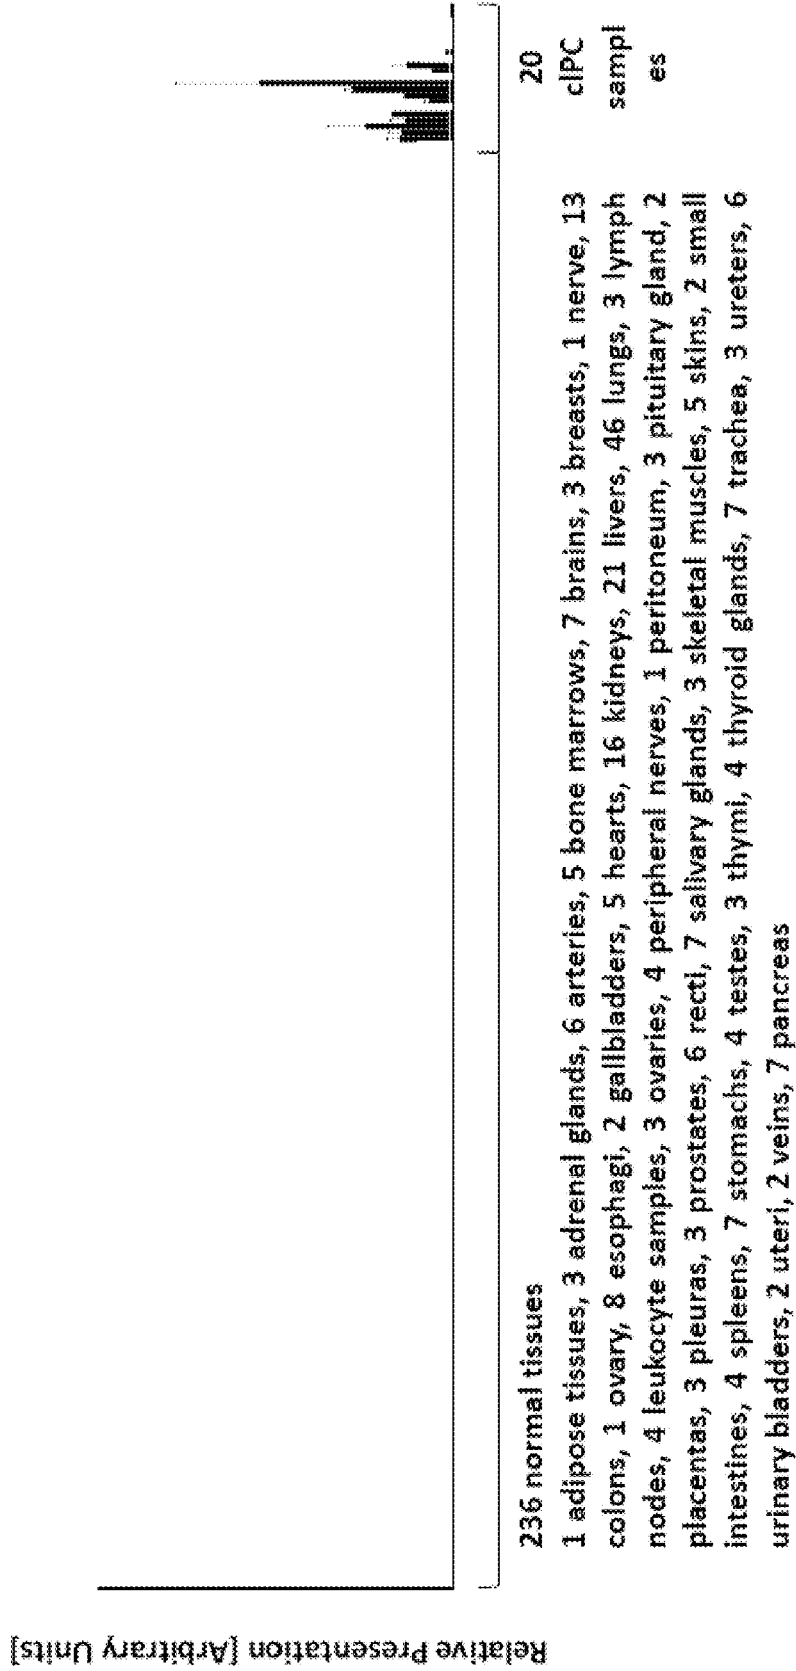 Relative Presentation [Arbitrary Units]
236 normal tissues
1 adipose tissues, 3 adrenal glands, 6 arteries, 5 bone marrows, 7 brains, 3 breasts, 1 nerve, 13
colons, 1 ovary, 8 esophagi, 2 gallbladders, 5 hearts, 16 kidneys, 21 livers, 46 lungs, 3 lymph
nodes, 4 leukocyte samples, 3 ovaries, 4 peripheral nerves, 1 peritoneum, 3 pituitary gland, 2
placentas, 3 pleuras, 3 prostates, 6 recti, 7 salivary glands, 3 skeletal muscles, 5 skins, 2 small
intestines, 4 spleens, 7 stomachs, 4 testes, 3 thymi, 4 thyroid glands, 7 trachea, 3 ureters, 6
urinary bladders, 2 uteri, 2 veins, 7 pancreas
20
clPC
sampl
es